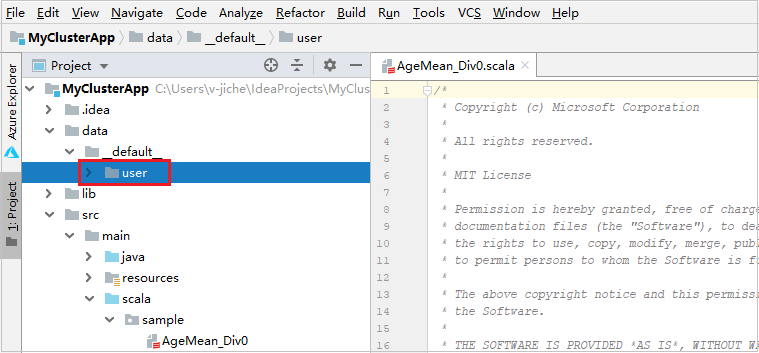 File Edit View Navigate Code Analyze Refactor Build Run Tools VCS Window Help
MyClusterApp data __default__ user
Azure Explorer
1: Project
Project
MyClusterApp C:\Users\v-jiche\IdeaProjects\MyClus
.idea
data
__default__
user
lib
src
main
java
resources
scala
sample
AgeMean_Div0
AgeMean_Div0.scala
1 /*
2 * Copyright (c) Microsoft Corporation
3 *
4 * All rights reserved.
5 *
6 * MIT License
7 *
8 * Permission is hereby granted, free of charge
9 * documentation files (the "Software"), to dea
10 * the rights to use, copy, modify, merge, publ
11 * to permit persons to whom the Software is f
12 *
13 * The above copyright notice and this permissi
14 * the Software.
15 *
16 * THE SOFTWARE IS PROVIDED *AS IS*, WITHOUT W